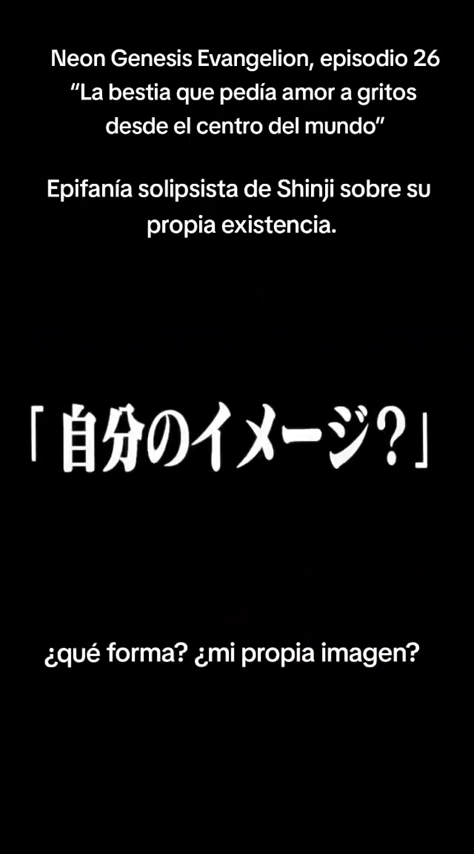 Neon Genesis Evangelion, episodio 26
“La bestia que pedía amor a gritos
desde el centro del mundo”
Epifanía solipsista de Shinji sobre su
propia existencia.
「自分のイメージ?」
¿qué forma? ¿mi propia imagen?